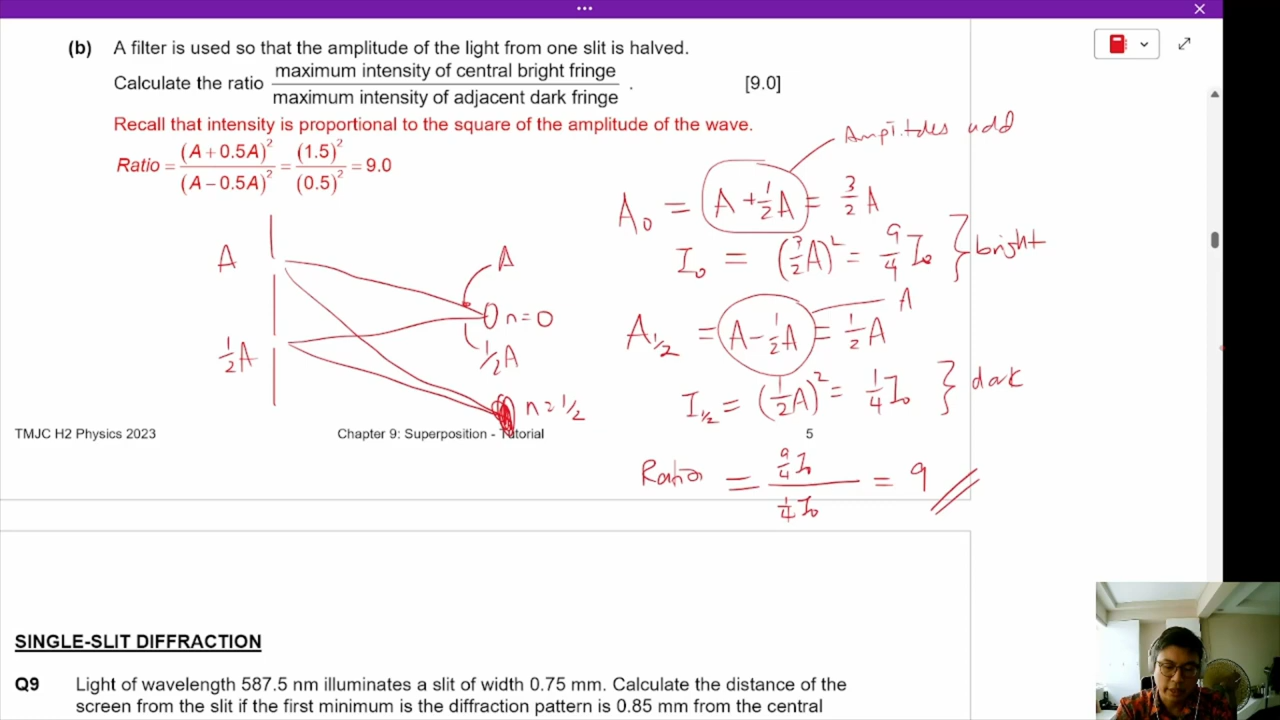 (b) A filter is used so that the amplitude of the light from one slit is halved.
Calculate the ratio maximum intensity of central bright fringe / maximum intensity of adjacent dark fringe . [9.0]
Recall that intensity is proportional to the square of the amplitude of the wave.
Ratio = (A + 0.5A)² / (A − 0.5A)² = (1.5)² / (0.5)² = 9.0
Amplitudes add
A₀ = A + ½A = 3/2 A
I₀ = (3/2 A)² = 9/4 I₀ } bright
A
A
n=0
½A
½A
n=1/2
A½ = A − ½A = ½A
A
I½ = (½A)² = ¼I₀ } dark
Ratio = 9/4 I₀ / ¼ I₀ = 9
TMJC H2 Physics 2023 Chapter 9: Superposition - Tutorial 5
SINGLE-SLIT DIFFRACTION
Q9 Light of wavelength 587.5 nm illuminates a slit of width 0.75 mm. Calculate the distance of the
screen from the slit if the first minimum is the diffraction pattern is 0.85 mm from the central